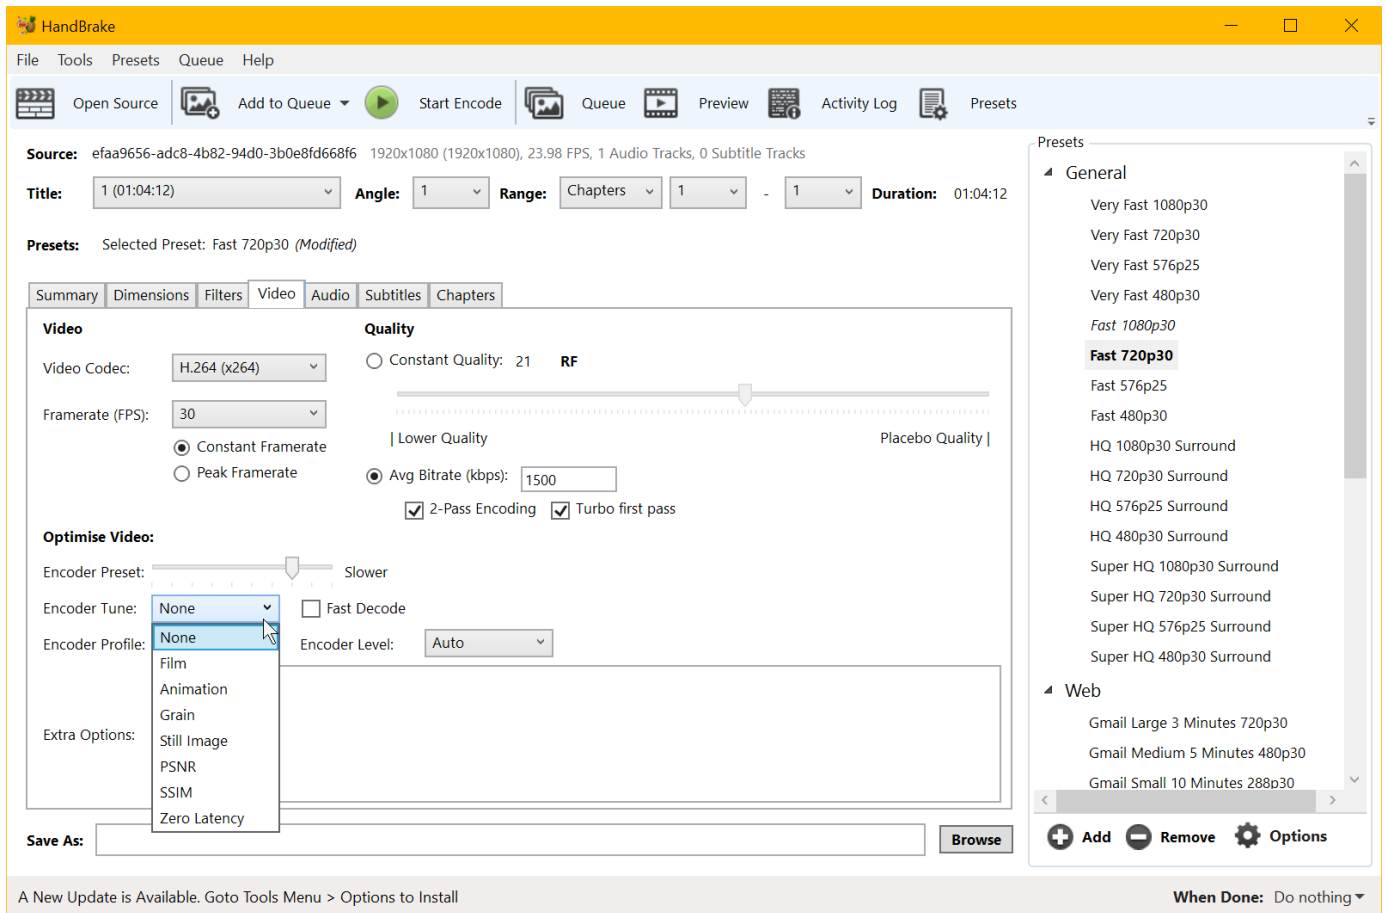 HandBrake
File Tools Presets Queue Help
Open Source Add to Queue Start Encode Queue Preview Activity Log Presets
Source: efaa9656-adc8-4b82-94d0-3b0e8fd668f6 1920x1080 (1920x1080), 23.98 FPS, 1 Audio Tracks, 0 Subtitle Tracks
Title: 1 (01:04:12) Angle: 1 Range: Chapters 1 - 1 Duration: 01:04:12
Presets: Selected Preset: Fast 720p30 (Modified)
Summary Dimensions Filters Video Audio Subtitles Chapters
Video
Video Codec: H.264 (x264)
Framerate (FPS): 30
Constant Framerate
Peak Framerate
Quality
Constant Quality: 21 RF
| Lower Quality Placebo Quality |
Avg Bitrate (kbps): 1500
2-Pass Encoding Turbo first pass
Optimise Video:
Encoder Preset: Slower
Encoder Tune: None Fast Decode
Encoder Profile: Encoder Level: Auto
None
Film
Animation
Grain
Still Image
PSNR
SSIM
Zero Latency
Extra Options:
Save As: Browse
Presets
General
Very Fast 1080p30
Very Fast 720p30
Very Fast 576p25
Very Fast 480p30
Fast 1080p30
Fast 720p30
Fast 576p25
Fast 480p30
HQ 1080p30 Surround
HQ 720p30 Surround
HQ 576p25 Surround
HQ 480p30 Surround
Super HQ 1080p30 Surround
Super HQ 720p30 Surround
Super HQ 576p25 Surround
Super HQ 480p30 Surround
Web
Gmail Large 3 Minutes 720p30
Gmail Medium 5 Minutes 480p30
Gmail Small 10 Minutes 288p30
Add Remove Options
A New Update is Available. Goto Tools Menu > Options to Install
When Done: Do nothing